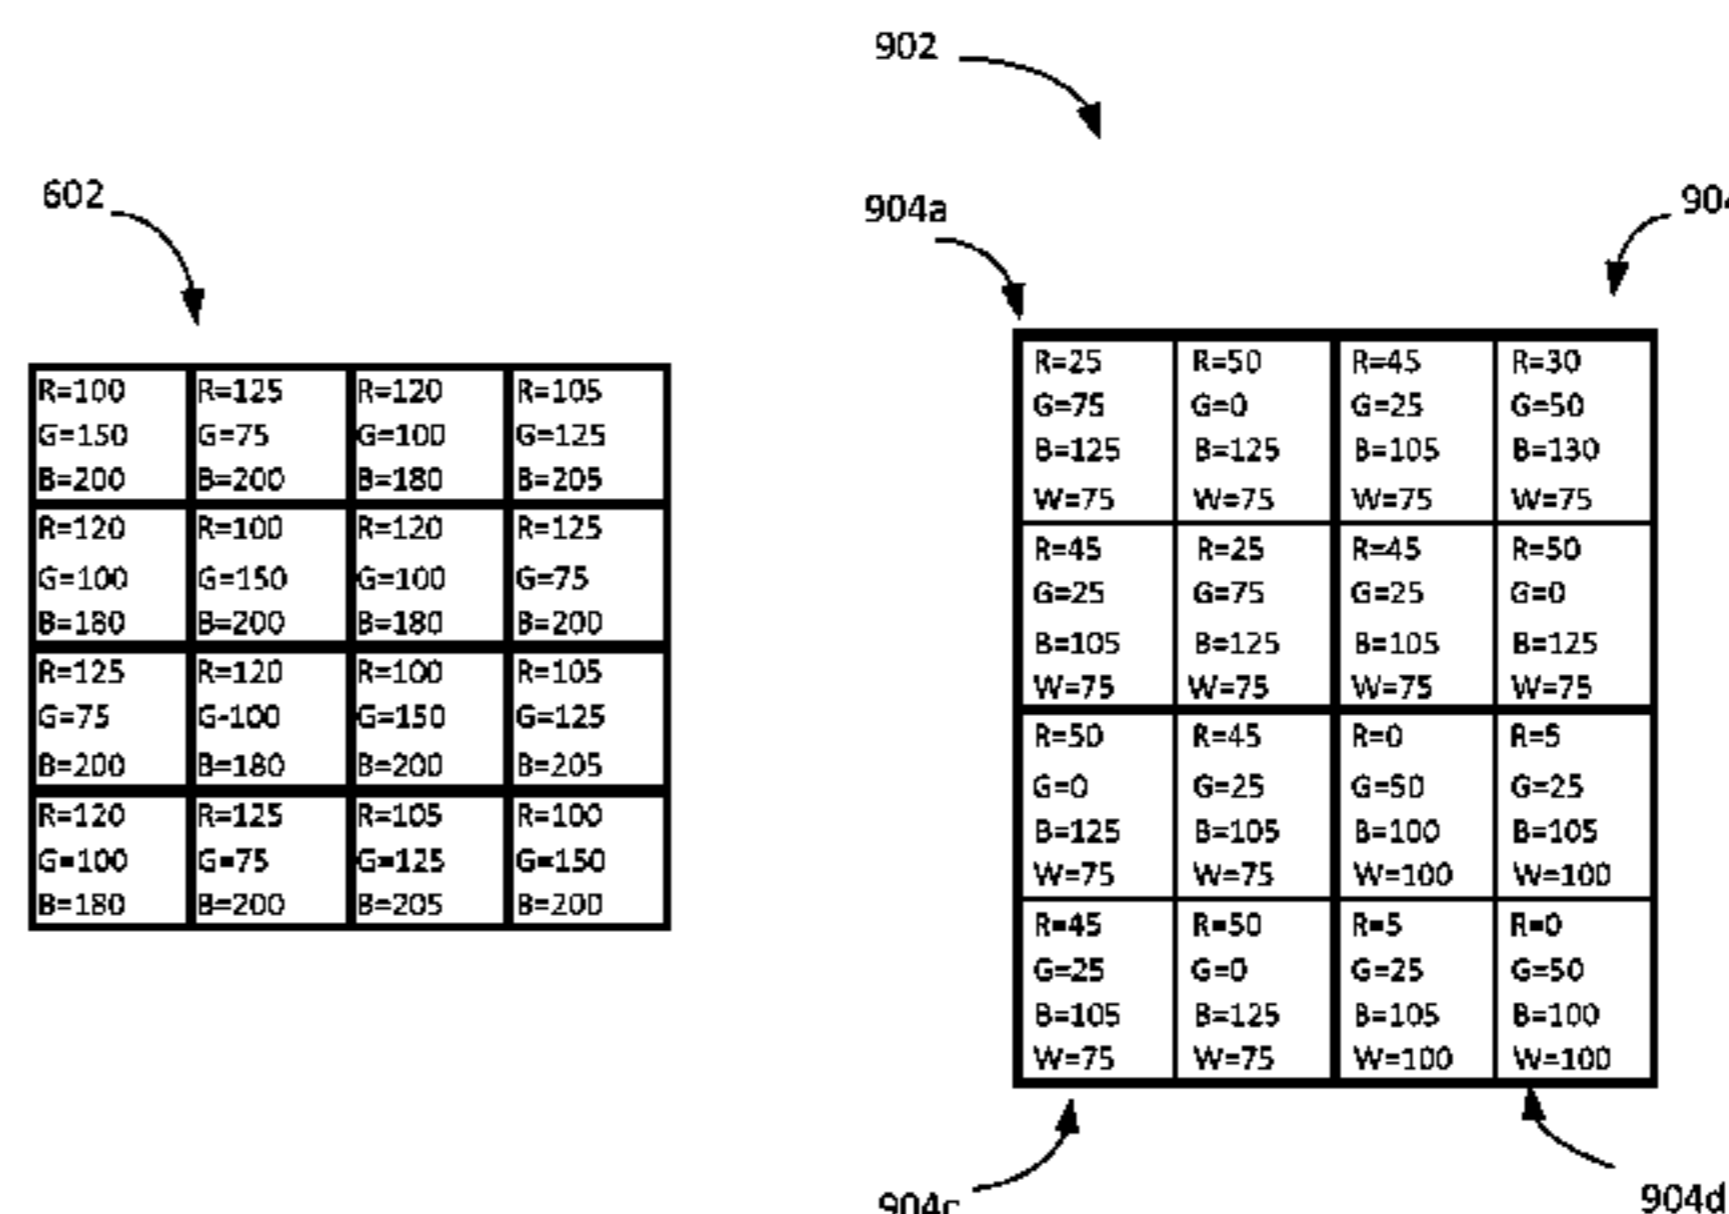 902
602
904a
904
R=100 R=125 R=120 R=105
G=150 G=75 G=100 G=125
B=200 B=200 B=180 B=205
R=120 R=100 R=120 R=125
G=100 G=150 G=100 G=75
B=180 B=200 B=180 B=200
R=125 R=120 R=100 R=105
G=75 G-100 G=150 G=125
B=200 B=180 B=200 B=205
R=120 R=125 R=105 R=100
G=100 G=75 G=125 G=150
B=180 B=200 B=205 B=200
R=25 R=50 R=45 R=30
G=75 G=0 G=25 G=50
B=125 B=125 B=105 B=130
W=75 W=75 W=75 W=75
R=45 R=25 R=45 R=50
G=25 G=75 G=25 G=0
B=105 B=125 B=105 B=125
W=75 W=75 W=75 W=75
R=50 R=45 R=0 R=5
G=0 G=25 G=50 G=25
B=125 B=105 B=100 B=105
W=75 W=75 W=100 W=100
R=45 R=50 R=5 R=0
G=25 G=0 G=25 G=50
B=105 B=125 B=105 B=100
W=75 W=75 W=100 W=100
904c
904d